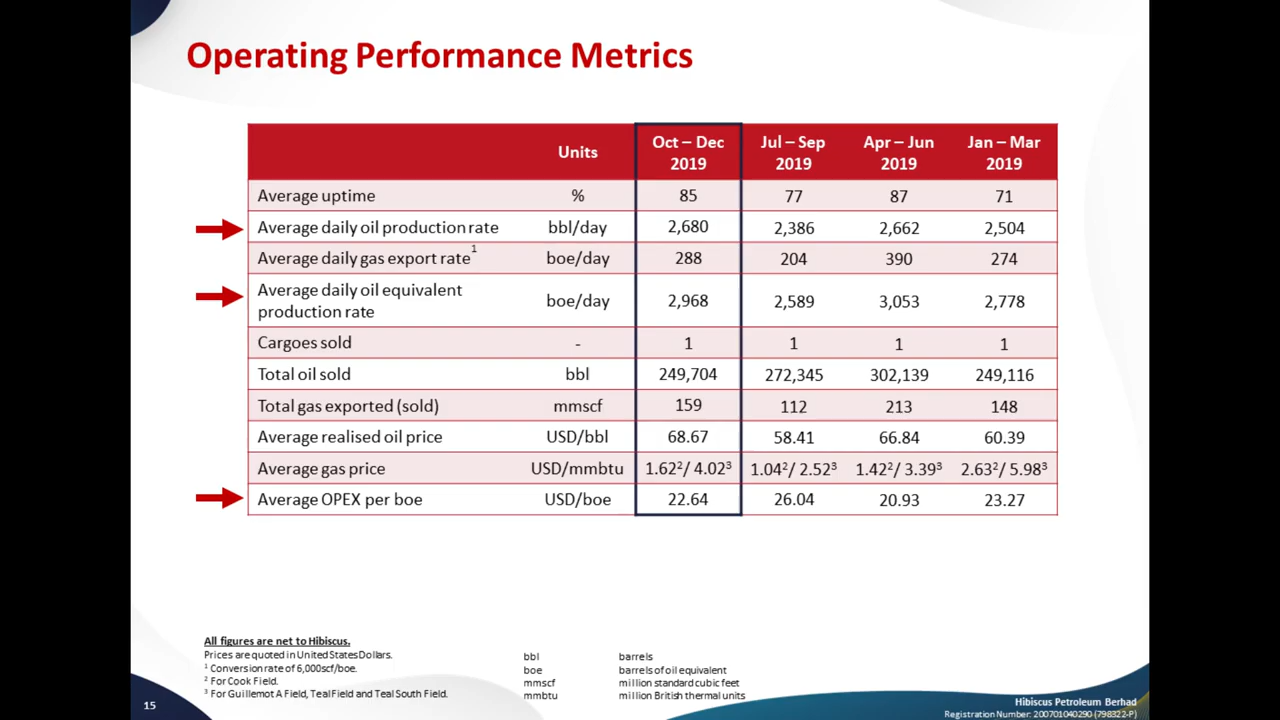 Operating Performance Metrics
Units Oct – Dec 2019 Jul – Sep 2019 Apr – Jun 2019 Jan – Mar 2019
Average uptime % 85 77 87 71
Average daily oil production rate bbl/day 2,680 2,386 2,662 2,504
Average daily gas export rate¹ boe/day 288 204 390 274
Average daily oil equivalent production rate boe/day 2,968 2,589 3,053 2,778
Cargoes sold - 1 1 1 1
Total oil sold bbl 249,704 272,345 302,139 249,116
Total gas exported (sold) mmscf 159 112 213 148
Average realised oil price USD/bbl 68.67 58.41 66.84 60.39
Average gas price USD/mmbtu 1.62²/ 4.02³ 1.04²/ 2.52³ 1.42²/ 3.39³ 2.63²/ 5.98³
Average OPEX per boe USD/boe 22.64 26.04 20.93 23.27
All figures are net to Hibiscus.
Prices are quoted in United States Dollars.
¹ Conversion rate of 6,000scf/boe.
² For Cook Field.
³ For Guillemot A Field, Teal Field and Teal South Field.
bbl barrels
boe barrels of oil equivalent
mmscf million standard cubic feet
mmbtu million British thermal units
15
Hibiscus Petroleum Berhad
Registration Number: 200701040290 (798322-P)